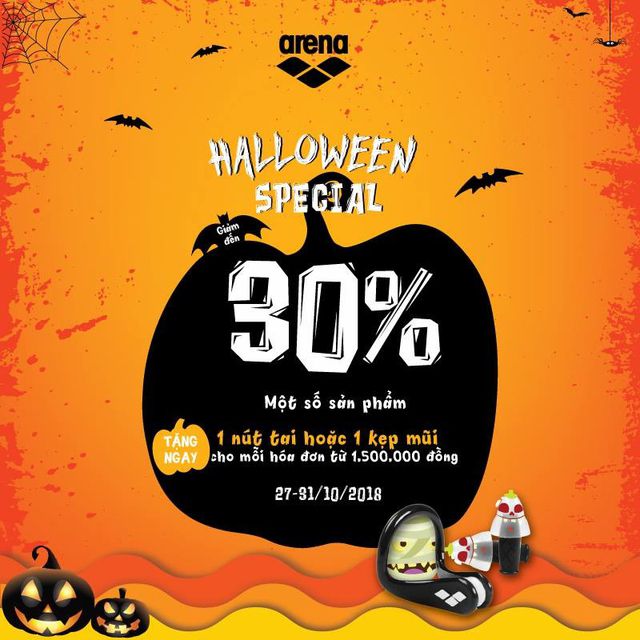 arena
HALLOWEEN
SPECIAL
Giảm
đến
30%
Một số sản phẩm
TẶNG
NGAY
1 nút tai hoặc 1 kẹp mũi
cho mỗi hóa đơn từ 1.500.000 đồng
27-31/10/2018